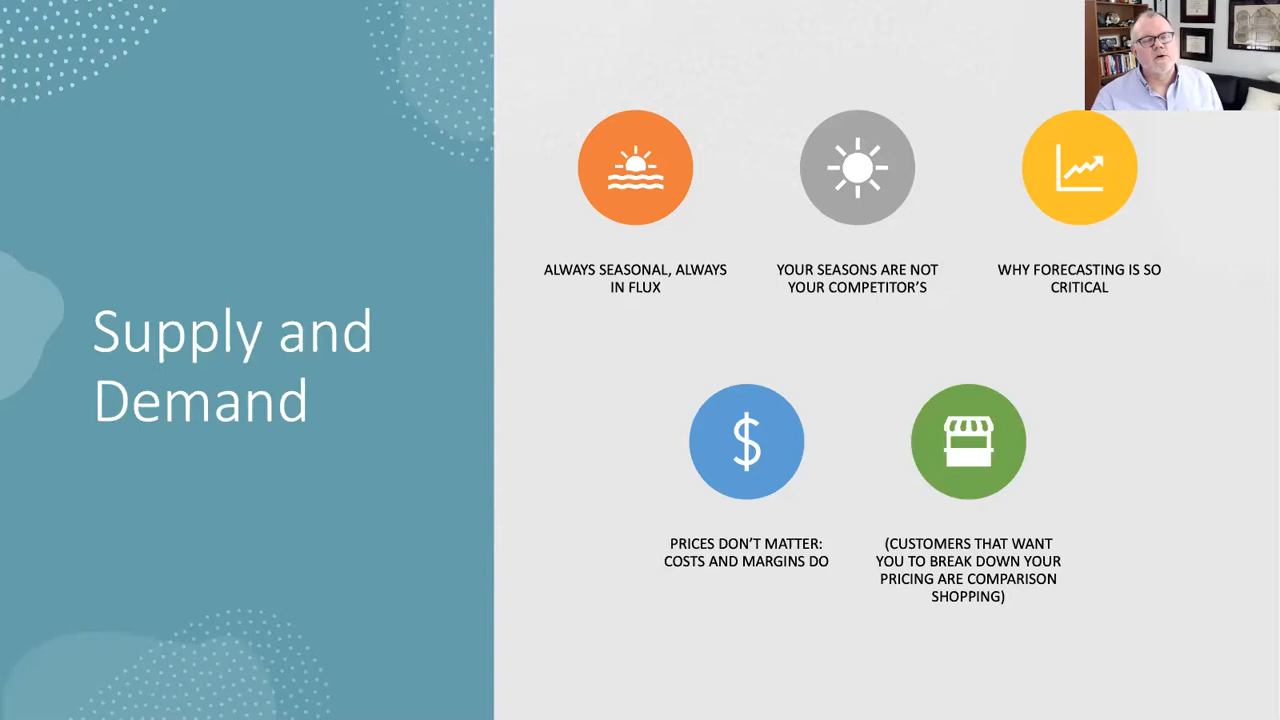 Supply and
Demand
ALWAYS SEASONAL, ALWAYS
IN FLUX
YOUR SEASONS ARE NOT
YOUR COMPETITOR'S
WHY FORECASTING IS SO
CRITICAL
$
PRICES DON'T MATTER:
COSTS AND MARGINS DO
(CUSTOMERS THAT WANT
YOU TO BREAK DOWN YOUR
PRICING ARE COMPARISON
SHOPPING)